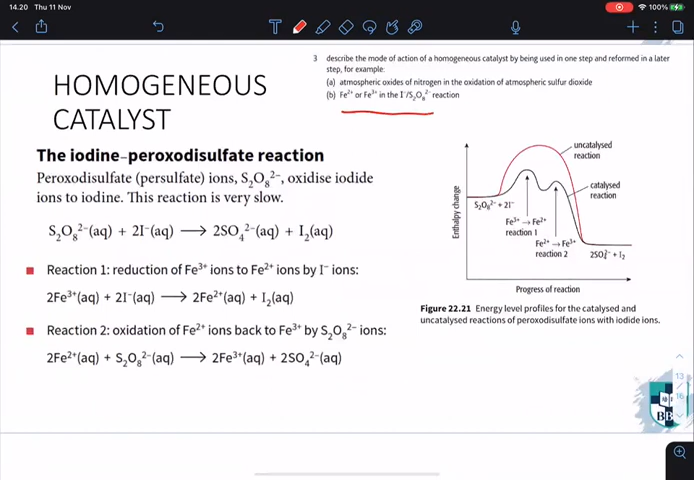 14.20 Thu 11 Nov
100%
3 describe the mode of action of a homogeneous catalyst by being used in one step and reformed in a later
step, for example:
(a) atmospheric oxides of nitrogen in the oxidation of atmospheric sulfur dioxide
(b) Fe²⁺ or Fe³⁺ in the I⁻/S₂O₈²⁻ reaction
HOMOGENEOUS
CATALYST
The iodine–peroxodisulfate reaction
Peroxodisulfate (persulfate) ions, S₂O₈²⁻, oxidise iodide
ions to iodine. This reaction is very slow.
S₂O₈²⁻(aq) + 2I⁻(aq) ⟶ 2SO₄²⁻(aq) + I₂(aq)
■ Reaction 1: reduction of Fe³⁺ ions to Fe²⁺ ions by I⁻ ions:
2Fe³⁺(aq) + 2I⁻(aq) ⟶ 2Fe²⁺(aq) + I₂(aq)
■ Reaction 2: oxidation of Fe²⁺ ions back to Fe³⁺ by S₂O₈²⁻ ions:
2Fe²⁺(aq) + S₂O₈²⁻(aq) ⟶ 2Fe³⁺(aq) + 2SO₄²⁻(aq)
uncatalysed
reaction
catalysed
reaction
Enthalpy change
S₂O₈²⁻ + 2I⁻
Fe³⁺ → Fe²⁺
reaction 1
Fe²⁺ → Fe³⁺
reaction 2
2SO₄²⁻ + I₂
Progress of reaction
Figure 22.21 Energy level profiles for the catalysed and
uncatalysed reactions of peroxodisulfate ions with iodide ions.
13
16
BB